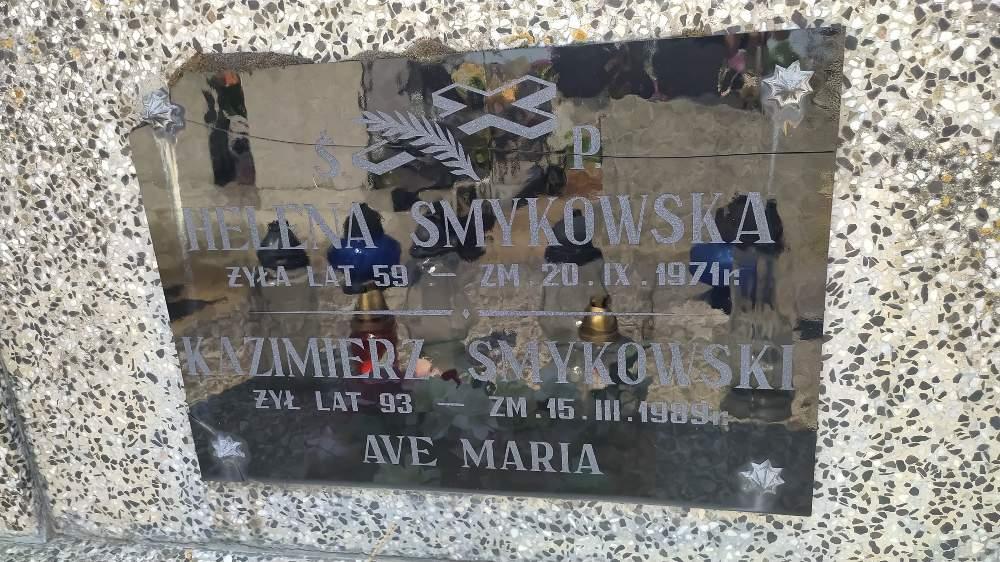 Ś P
HELENA SMYKOWSKA
ŻYŁA LAT 59 — ZM. 20. IX. 1971r.
KAZIMIERZ SMYKOWSKI
ŻYŁ LAT 93 — ZM. 15. III. 1989r.
AVE MARIA